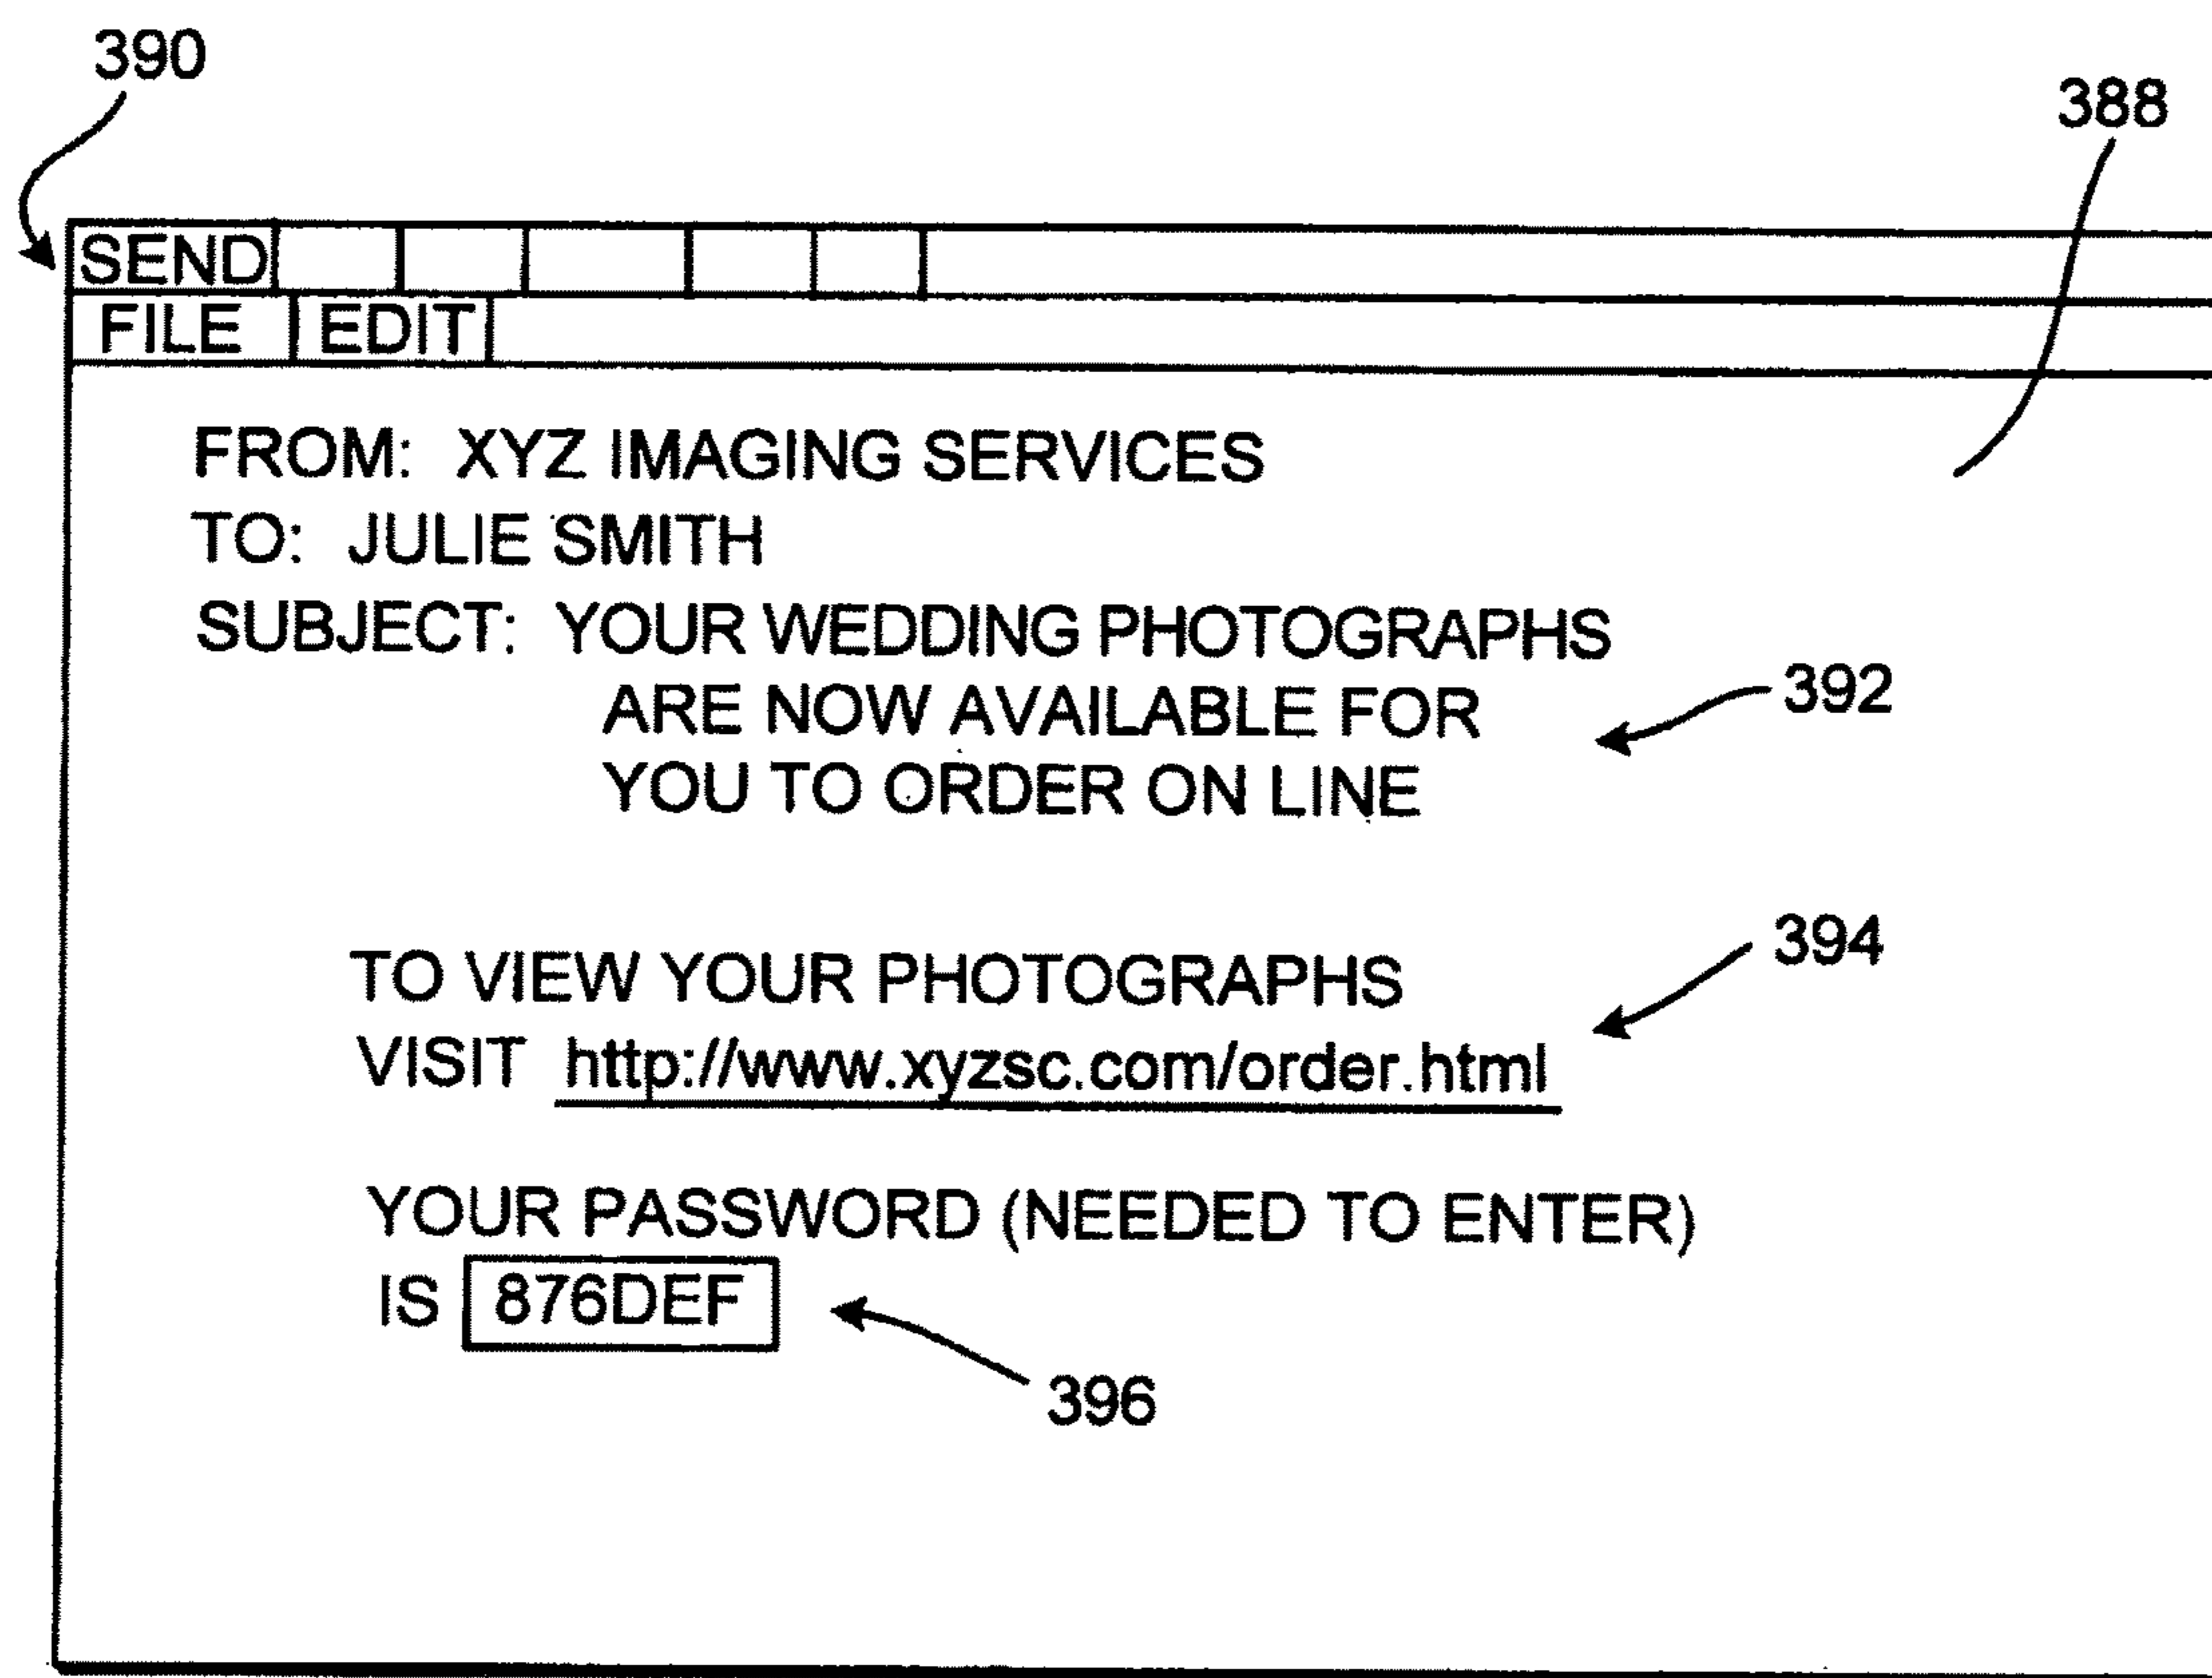 390
388
SEND
FILE EDIT
FROM: XYZ IMAGING SERVICES
TO: JULIE SMITH
SUBJECT: YOUR WEDDING PHOTOGRAPHS
ARE NOW AVAILABLE FOR
392
YOU TO ORDER ON LINE
394
TO VIEW YOUR PHOTOGRAPHS
VISIT http://www.xyzsc.com/order.html
YOUR PASSWORD (NEEDED TO ENTER)
IS 876DEF
396